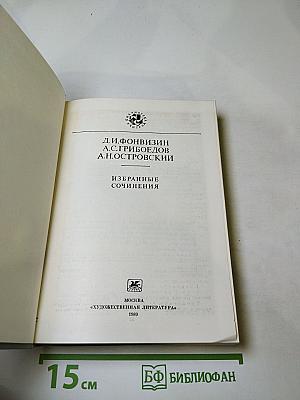 Д.И.ФОНВИЗИН
А.С.ГРИБОЕДОВ
А.Н.ОСТРОВСКИЙ
ИЗБРАННЫЕ
СОЧИНЕНИЯ
МОСКВА
«ХУДОЖЕСТВЕННАЯ ЛИТЕРАТУРА»
1989
15 см
БФ БИБЛИОФАН